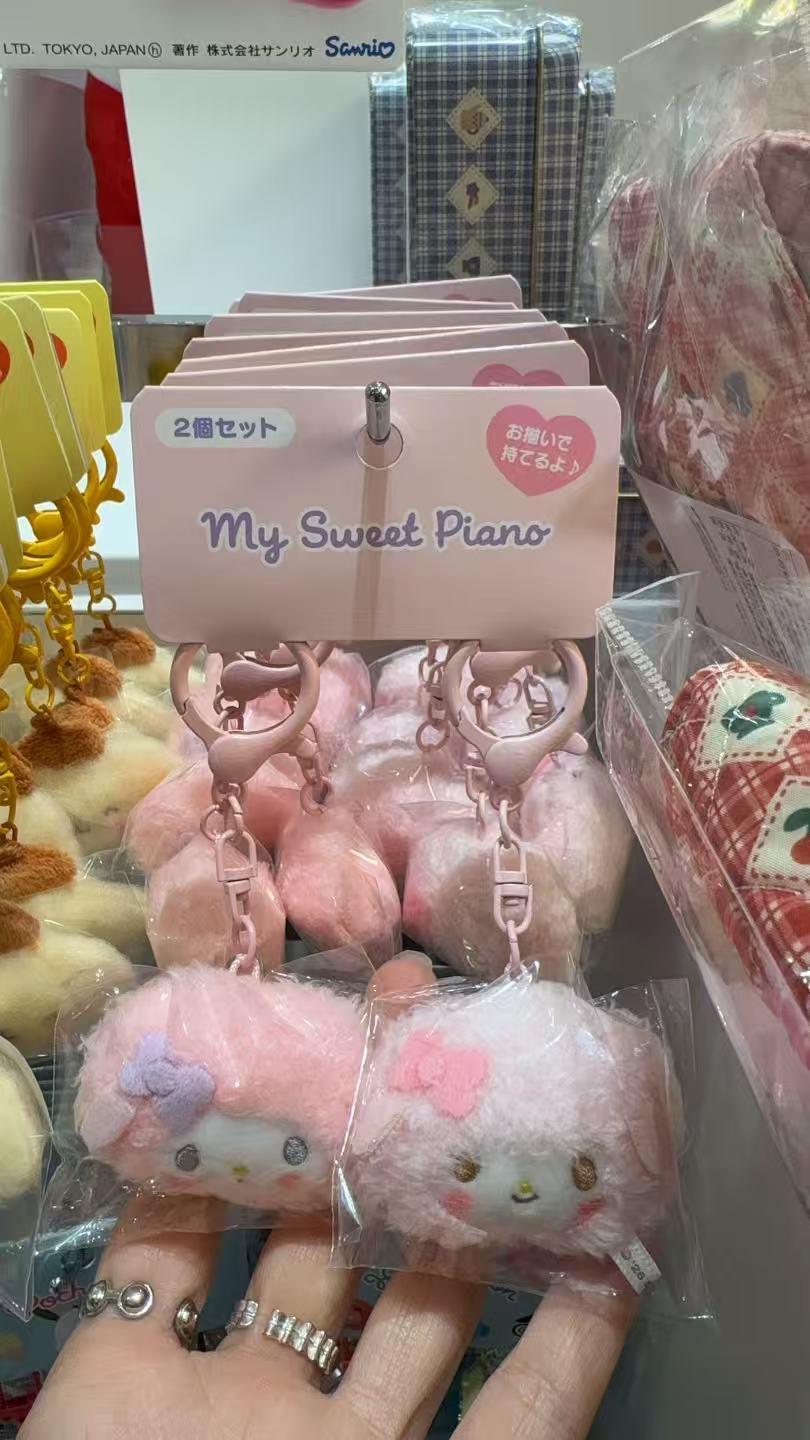 LTD. TOKYO, JAPANⓗ 著作 株式会社サンリオ Sanrio
2個セット
お揃いで
持てるよ♪
My Sweet Piano